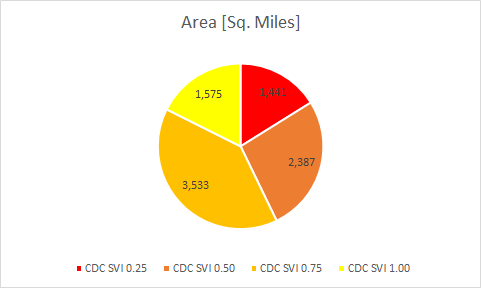 Area [Sq. Miles]
1,575
1,441
2,387
3,533
CDC SVI 0.25 CDC SVI 0.50 CDC SVI 0.75 CDC SVI 1.00